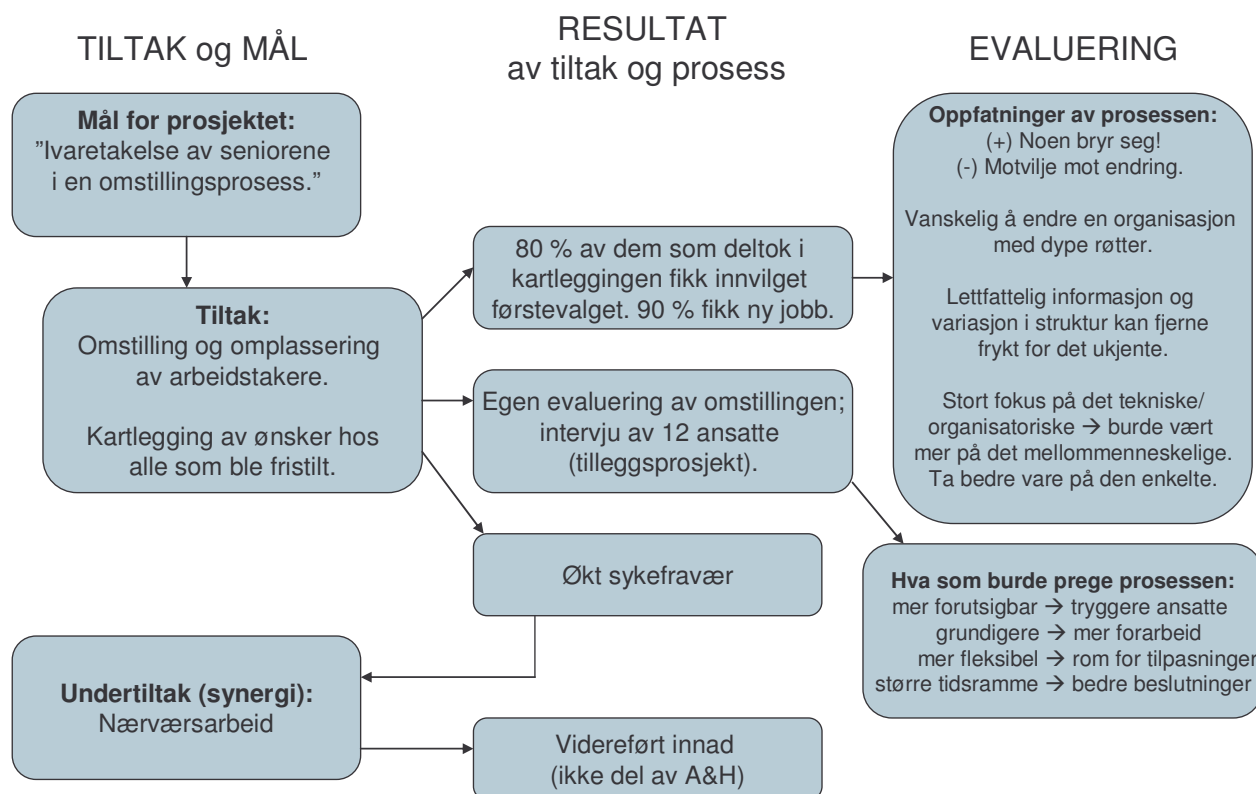 TILTAK og MÅL
Mål for prosjektet:
”Ivaretakelse av seniorene
i en omstillingsprosess.”
Tiltak:
Omstilling og omplassering
av arbeidstakere.
Kartlegging av ønsker hos
alle som ble fristilt.
Undertiltak (synergi):
Nærværsarbeid
RESULTAT
av tiltak og prosess
80 % av dem som deltok i
kartleggingen fikk innvilget
førstevalget. 90 % fikk ny jobb.
Egen evaluering av omstillingen;
intervju av 12 ansatte
(tilleggsprosjekt).
Økt sykefravær
Videreført innad
(ikke del av A&H)
EVALUERING
Oppfatninger av prosessen:
(+) Noen bryr seg!
(-) Motvilje mot endring.
Vanskelig å endre en organisasjon
med dype røtter.
Lettfattelig informasjon og
variasjon i struktur kan fjerne
frykt for det ukjente.
Stort fokus på det tekniske/
organisatoriske → burde vært
mer på det mellommenneskelige.
Ta bedre vare på den enkelte.
Hva som burde prege prosessen:
mer forutsigbar → tryggere ansatte
grundigere → mer forarbeid
mer fleksibel → rom for tilpasninger
større tidsramme → bedre beslutninger